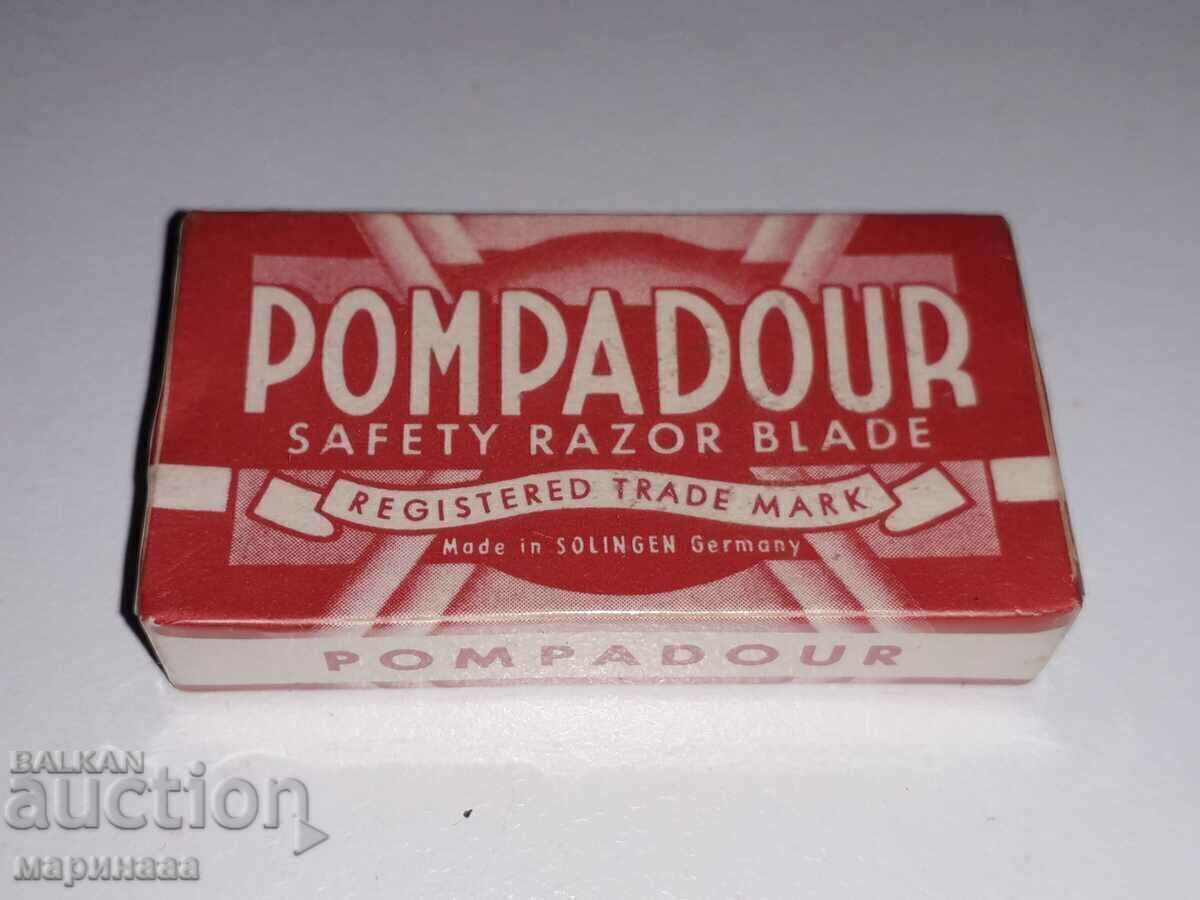 POMPADOUR
SAFETY RAZOR BLADE
REGISTERED TRADE MARK
Made in SOLINGEN Germany
POMPADOUR
BALKAN
auction
маринааа